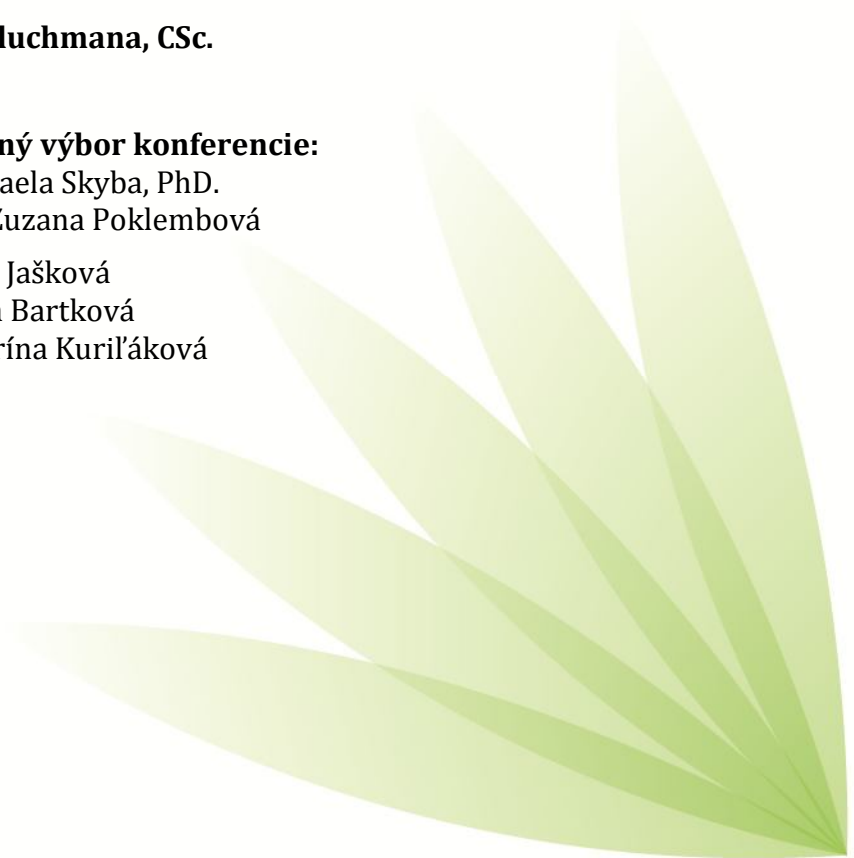 luchmana, CSc.
ný výbor konferencie:
aela Skyba, PhD.
Zuzana Poklembová
Jašková
Bartková
rína Kuriľáková